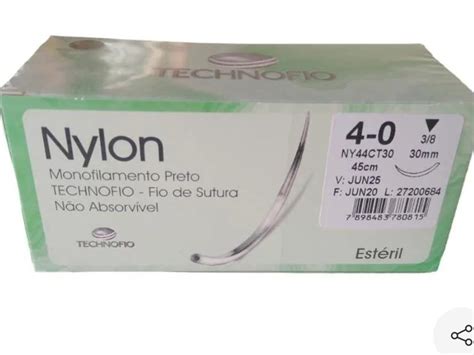 TECHNOFIO
Nylon
Monofilamento Preto
TECHNOFIO - Fio de Sutura
Não Absorvível
TECHNOFIO
4-0
3/8
NY44CT30
30mm
45cm
V: JUN25
F: JUN20 L: 27200684
7 898483 780815
Estéril